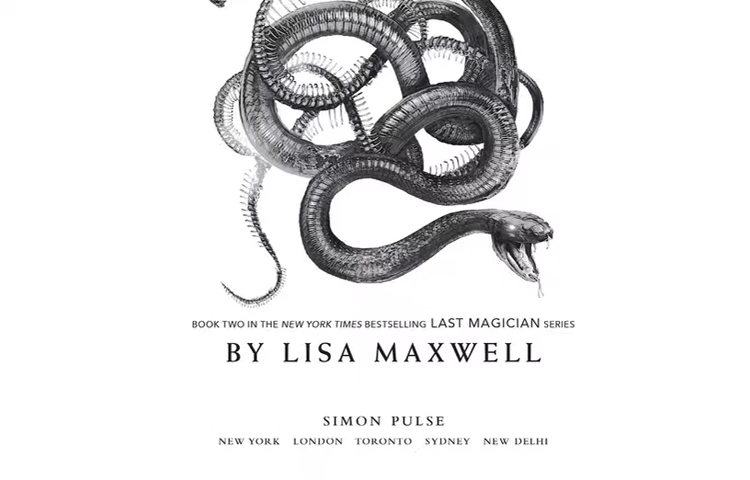 BOOK TWO IN THE NEW YORK TIMES BESTSELLING LAST MAGICIAN SERIES
BY LISA MAXWELL
SIMON PULSE
NEW YORK LONDON TORONTO SYDNEY NEW DELHI